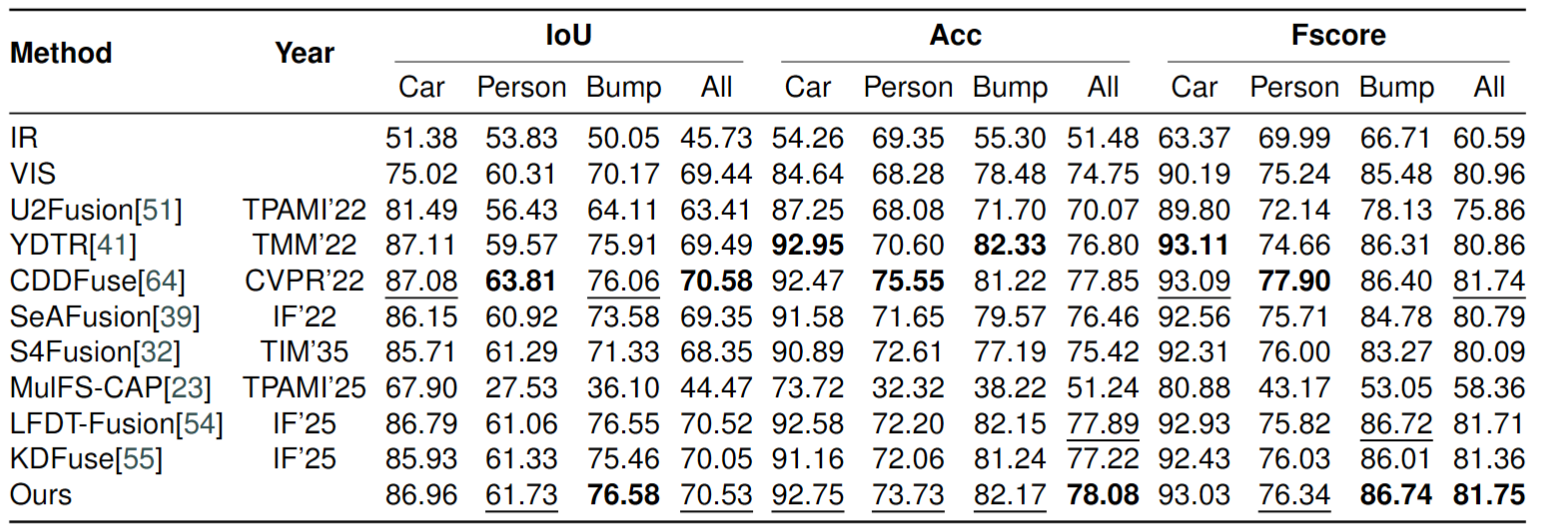 Method Year IoU Acc Fscore
Car Person Bump All Car Person Bump All Car Person Bump All
IR 51.38 53.83 50.05 45.73 54.26 69.35 55.30 51.48 63.37 69.99 66.71 60.59
VIS 75.02 60.31 70.17 69.44 84.64 68.28 78.48 74.75 90.19 75.24 85.48 80.96
U2Fusion[51] TPAMI'22 81.49 56.43 64.11 63.41 87.25 68.08 71.70 70.07 89.80 72.14 78.13 75.86
YDTR[41] TMM'22 87.11 59.57 75.91 69.49 92.95 70.60 82.33 76.80 93.11 74.66 86.31 80.86
CDDFuse[64] CVPR'22 87.08 63.81 76.06 70.58 92.47 75.55 81.22 77.85 93.09 77.90 86.40 81.74
SeAFusion[39] IF'22 86.15 60.92 73.58 69.35 91.58 71.65 79.57 76.46 92.56 75.71 84.78 80.79
S4Fusion[32] TIM'35 85.71 61.29 71.33 68.35 90.89 72.61 77.19 75.42 92.31 76.00 83.27 80.09
MulFS-CAP[23] TPAMI'25 67.90 27.53 36.10 44.47 73.72 32.32 38.22 51.24 80.88 43.17 53.05 58.36
LFDT-Fusion[54] IF'25 86.79 61.06 76.55 70.52 92.58 72.20 82.15 77.89 92.93 75.82 86.72 81.71
KDFuse[55] IF'25 85.93 61.33 75.46 70.05 91.16 72.06 81.24 77.22 92.43 76.03 86.01 81.36
Ours 86.96 61.73 76.58 70.53 92.75 73.73 82.17 78.08 93.03 76.34 86.74 81.75